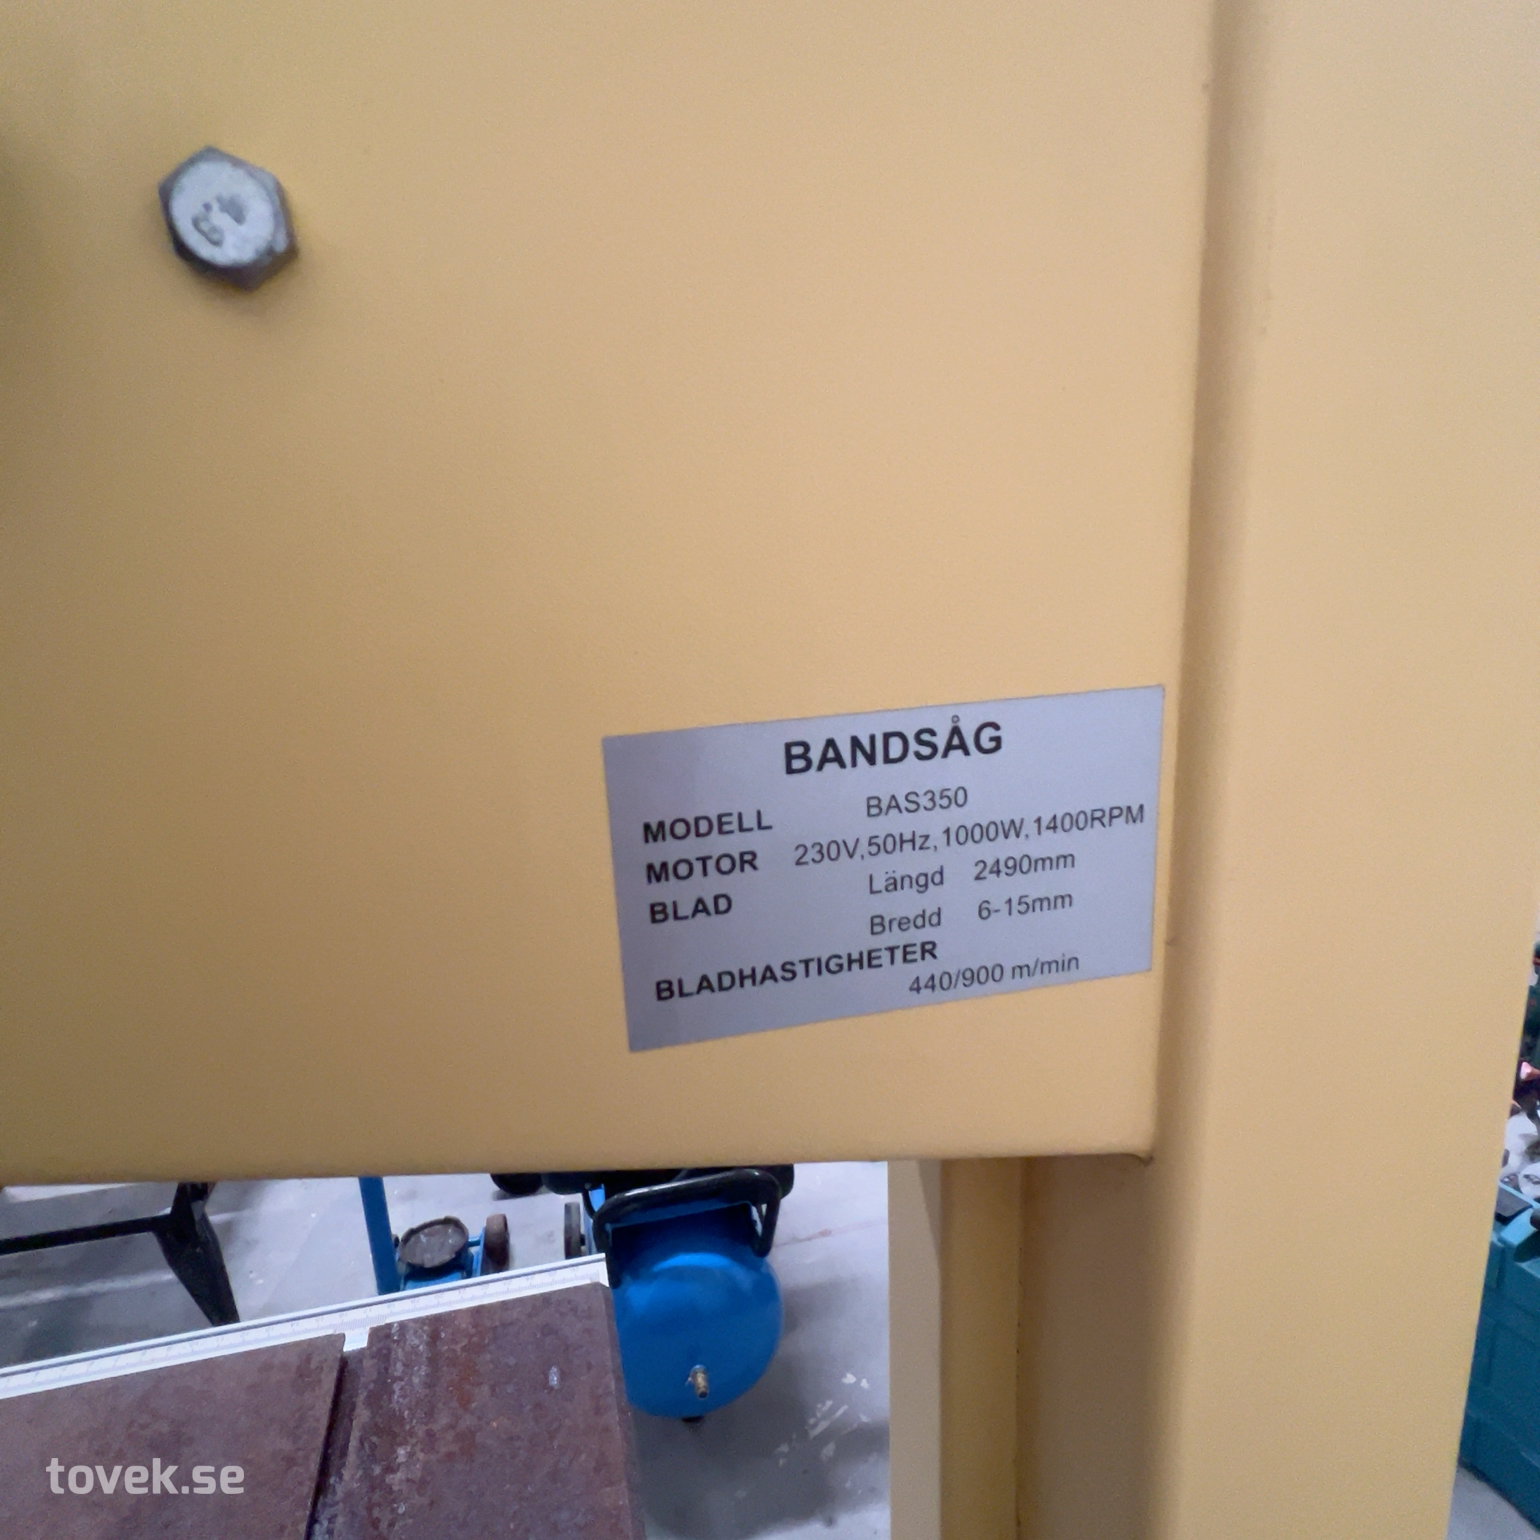 BANDSÅG
MODELL BAS350
MOTOR 230V,50Hz,1000W,1400RPM
BLAD Längd 2490mm
Bredd 6-15mm
BLADHASTIGHETER
440/900 m/min
tovek.se